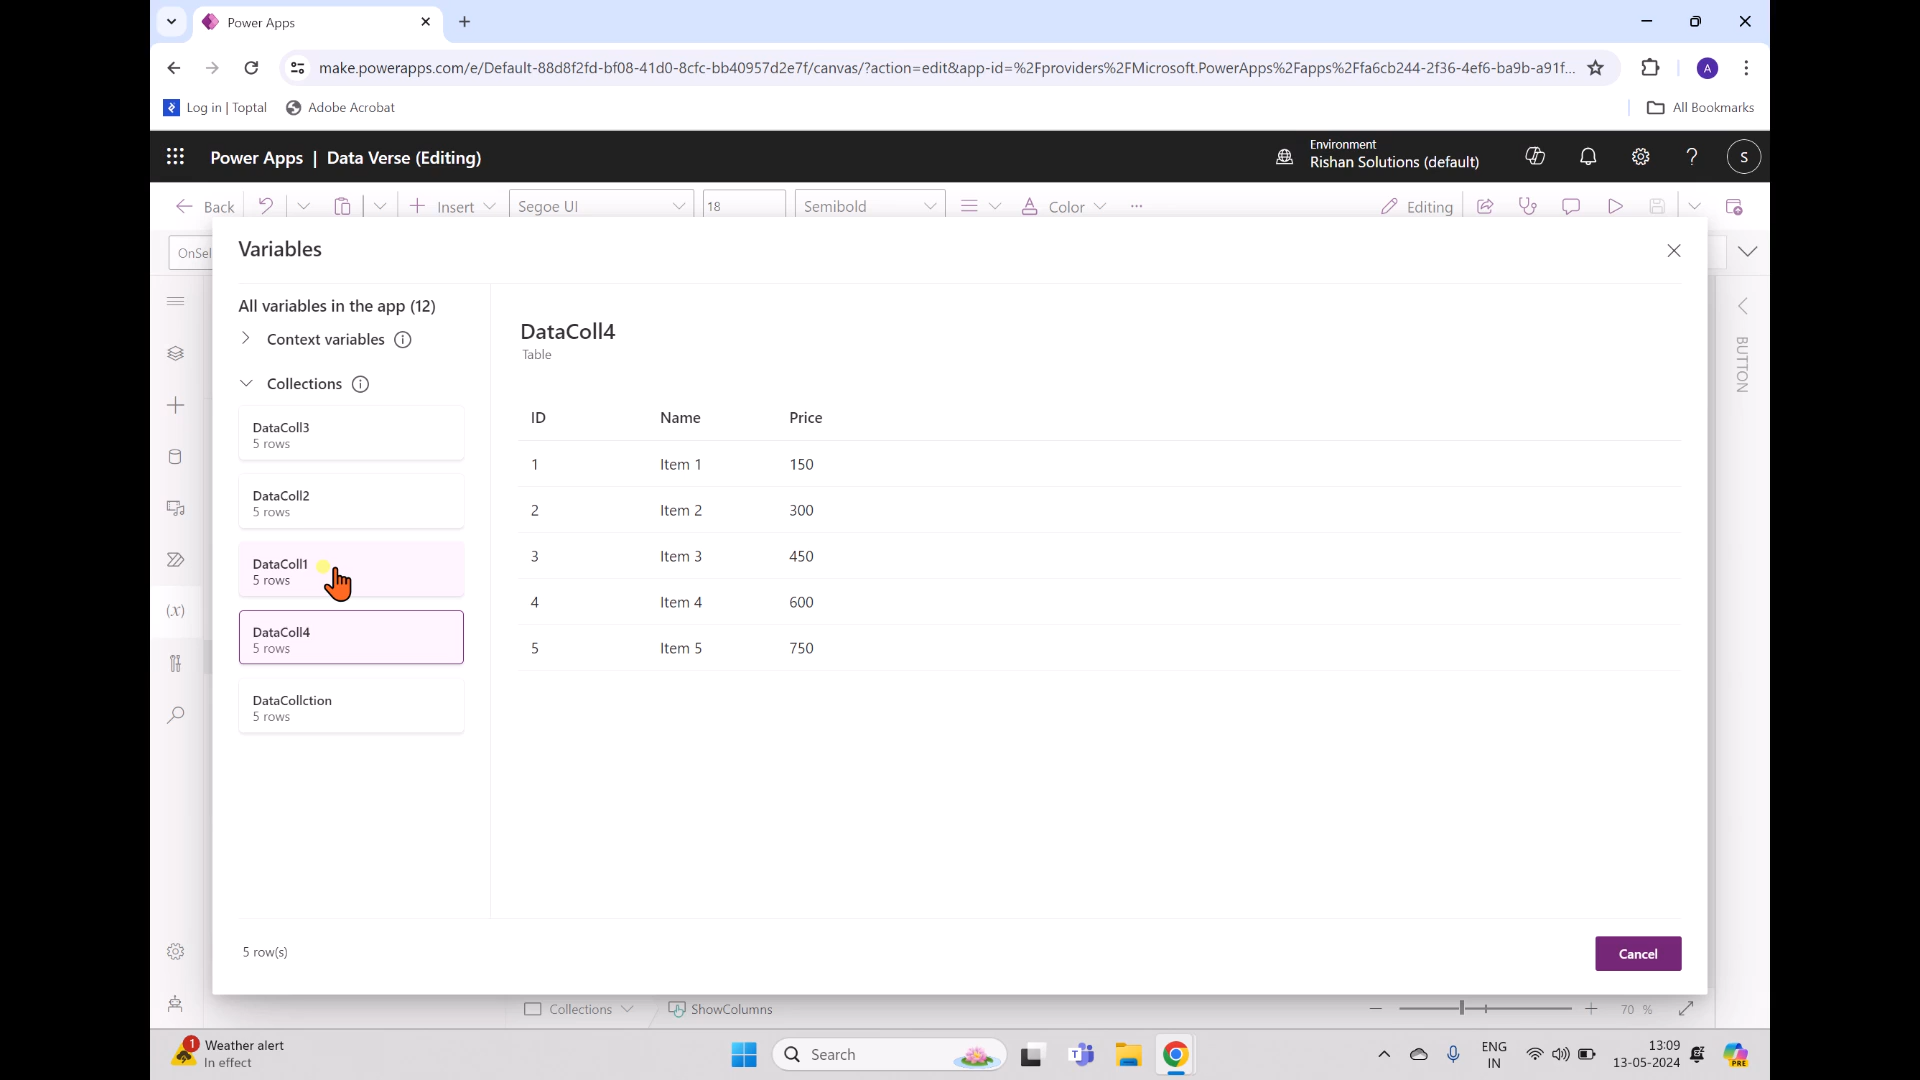 Power Apps
make.powerapps.com/e/Default-88d8f2fd-bf08-41d0-8cfc-bb40957d2e7f/canvas/?action=edit&app-id=%2Fproviders%2FMicrosoft.PowerApps%2Fapps%2Ffa6cb244-2f36-4ef6-ba9b-a91f...
A
Log in | Toptal
Adobe Acrobat
All Bookmarks
Power Apps | Data Verse (Editing)
Environment
Rishan Solutions (default)
S
Back
Insert
Segoe UI
18
Semibold
Color
Editing
OnSel
Variables
All variables in the app (12)
Context variables
Collections
DataColl3
5 rows
DataColl2
5 rows
DataColl1
5 rows
DataColl4
5 rows
DataCollction
5 rows
DataColl4
Table
ID Name Price
1 Item 1 150
2 Item 2 300
3 Item 3 450
4 Item 4 600
5 Item 5 750
BUTTON
5 row(s)
Cancel
Collections
ShowColumns
70 %
1
Weather alert
In effect
Search
ENG
IN
13:09
13-05-2024
PRE